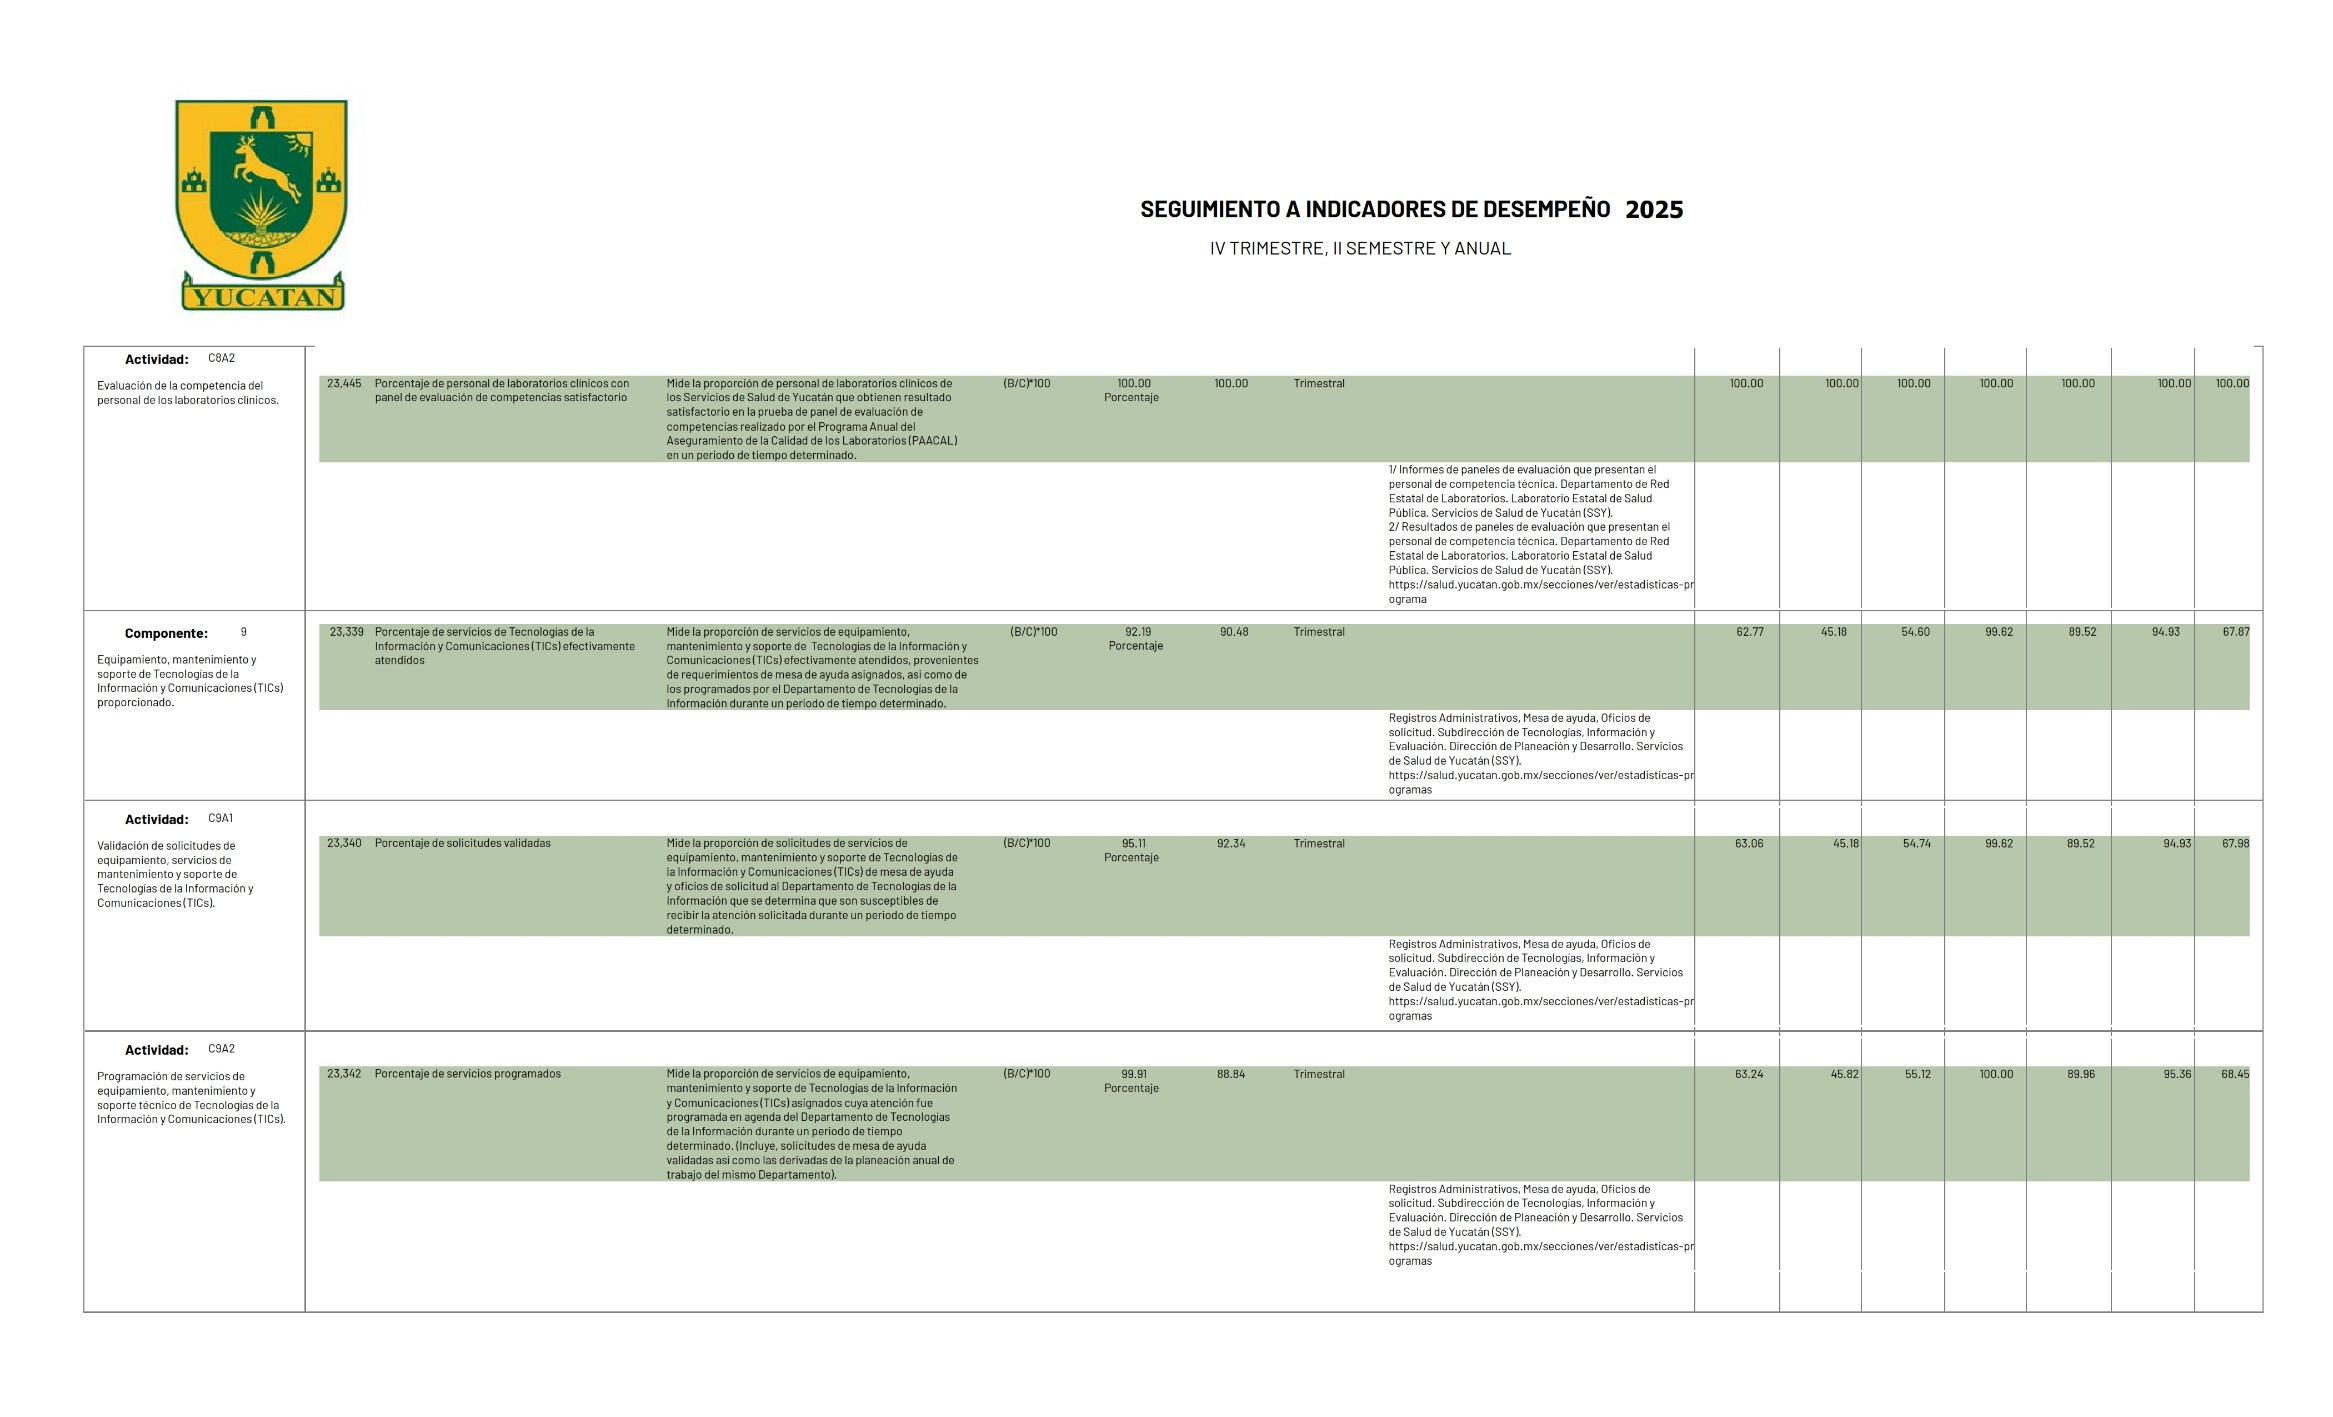 YUCATAN
SEGUIMIENTO A INDICADORES DE DESEMPEÑO 2025
IV TRIMESTRE, II SEMESTRE Y ANUAL
Actividad: C8A2
Evaluación de la competencia del
personal de los laboratorios clínicos.
23,445 Porcentaje de personal de laboratorios clínicos con
panel de evaluación de competencias satisfactorio
Mide la proporción de personal de laboratorios clínicos de
los Servicios de Salud de Yucatán que obtienen resultado
satisfactorio en la prueba de panel de evaluación de
competencias realizado por el Programa Anual del
Aseguramiento de la Calidad de los Laboratorios (PAACAL)
en un periodo de tiempo determinado.
(B/C)*100
100.00
Porcentaje
100.00
Trimestral
100.00 100.00 100.00 100.00 100.00 100.00 100.00
1/ Informes de paneles de evaluación que presentan el
personal de competencia técnica. Departamento de Red
Estatal de Laboratorios. Laboratorio Estatal de Salud
Pública. Servicios de Salud de Yucatán (SSY).
2/ Resultados de paneles de evaluación que presentan el
personal de competencia técnica. Departamento de Red
Estatal de Laboratorios. Laboratorio Estatal de Salud
Pública. Servicios de Salud de Yucatán (SSY).
https://salud.yucatan.gob.mx/secciones/ver/estadisticas-pr
ograma
Componente: 9
Equipamiento, mantenimiento y
soporte de Tecnologías de la
Información y Comunicaciones (TICs)
proporcionado.
23,339 Porcentaje de servicios de Tecnologías de la
Información y Comunicaciones (TICs) efectivamente
atendidos
Mide la proporción de servicios de equipamiento,
mantenimiento y soporte de Tecnologías de la Información y
Comunicaciones (TICs) efectivamente atendidos, provenientes
de requerimientos de mesa de ayuda asignados, así como de
los programados por el Departamento de Tecnologías de la
Información durante un periodo de tiempo determinado.
(B/C)*100
92.19
Porcentaje
90.48
Trimestral
62.77 45.18 54.60 99.62 89.52 94.93 67.87
Registros Administrativos, Mesa de ayuda, Oficios de
solicitud. Subdirección de Tecnologías, Información y
Evaluación. Dirección de Planeación y Desarrollo. Servicios
de Salud de Yucatán (SSY).
https://salud.yucatan.gob.mx/secciones/ver/estadisticas-pr
ogramas
Actividad: C9A1
Validación de solicitudes de
equipamiento, servicios de
mantenimiento y soporte de
Tecnologías de la Información y
Comunicaciones (TICs).
23,340 Porcentaje de solicitudes validadas
Mide la proporción de solicitudes de servicios de
equipamiento, mantenimiento y soporte de Tecnologías de
la Información y Comunicaciones (TICs) de mesa de ayuda
y oficios de solicitud al Departamento de Tecnologías de la
Información que se determina que son susceptibles de
recibir la atención solicitada durante un periodo de tiempo
determinado.
(B/C)*100
95.11
Porcentaje
92.34
Trimestral
63.06 45.18 54.74 99.62 89.52 94.93 67.98
Registros Administrativos, Mesa de ayuda, Oficios de
solicitud. Subdirección de Tecnologías, Información y
Evaluación. Dirección de Planeación y Desarrollo. Servicios
de Salud de Yucatán (SSY).
https://salud.yucatan.gob.mx/secciones/ver/estadisticas-pr
ogramas
Actividad: C9A2
Programación de servicios de
equipamiento, mantenimiento y
soporte técnico de Tecnologías de la
Información y Comunicaciones (TICs).
23,342 Porcentaje de servicios programados
Mide la proporción de servicios de equipamiento,
mantenimiento y soporte de Tecnologías de la Información
y Comunicaciones (TICs) asignados cuya atención fue
programada en agenda del Departamento de Tecnologías
de la Información durante un periodo de tiempo
determinado. (Incluye, solicitudes de mesa de ayuda
validadas así como las derivadas de la planeación anual de
trabajo del mismo Departamento).
(B/C)*100
99.91
Porcentaje
88.84
Trimestral
63.24 45.82 55.12 100.00 89.96 95.36 68.45
Registros Administrativos, Mesa de ayuda, Oficios de
solicitud. Subdirección de Tecnologías, Información y
Evaluación. Dirección de Planeación y Desarrollo. Servicios
de Salud de Yucatán (SSY).
https://salud.yucatan.gob.mx/secciones/ver/estadisticas-pr
ogramas